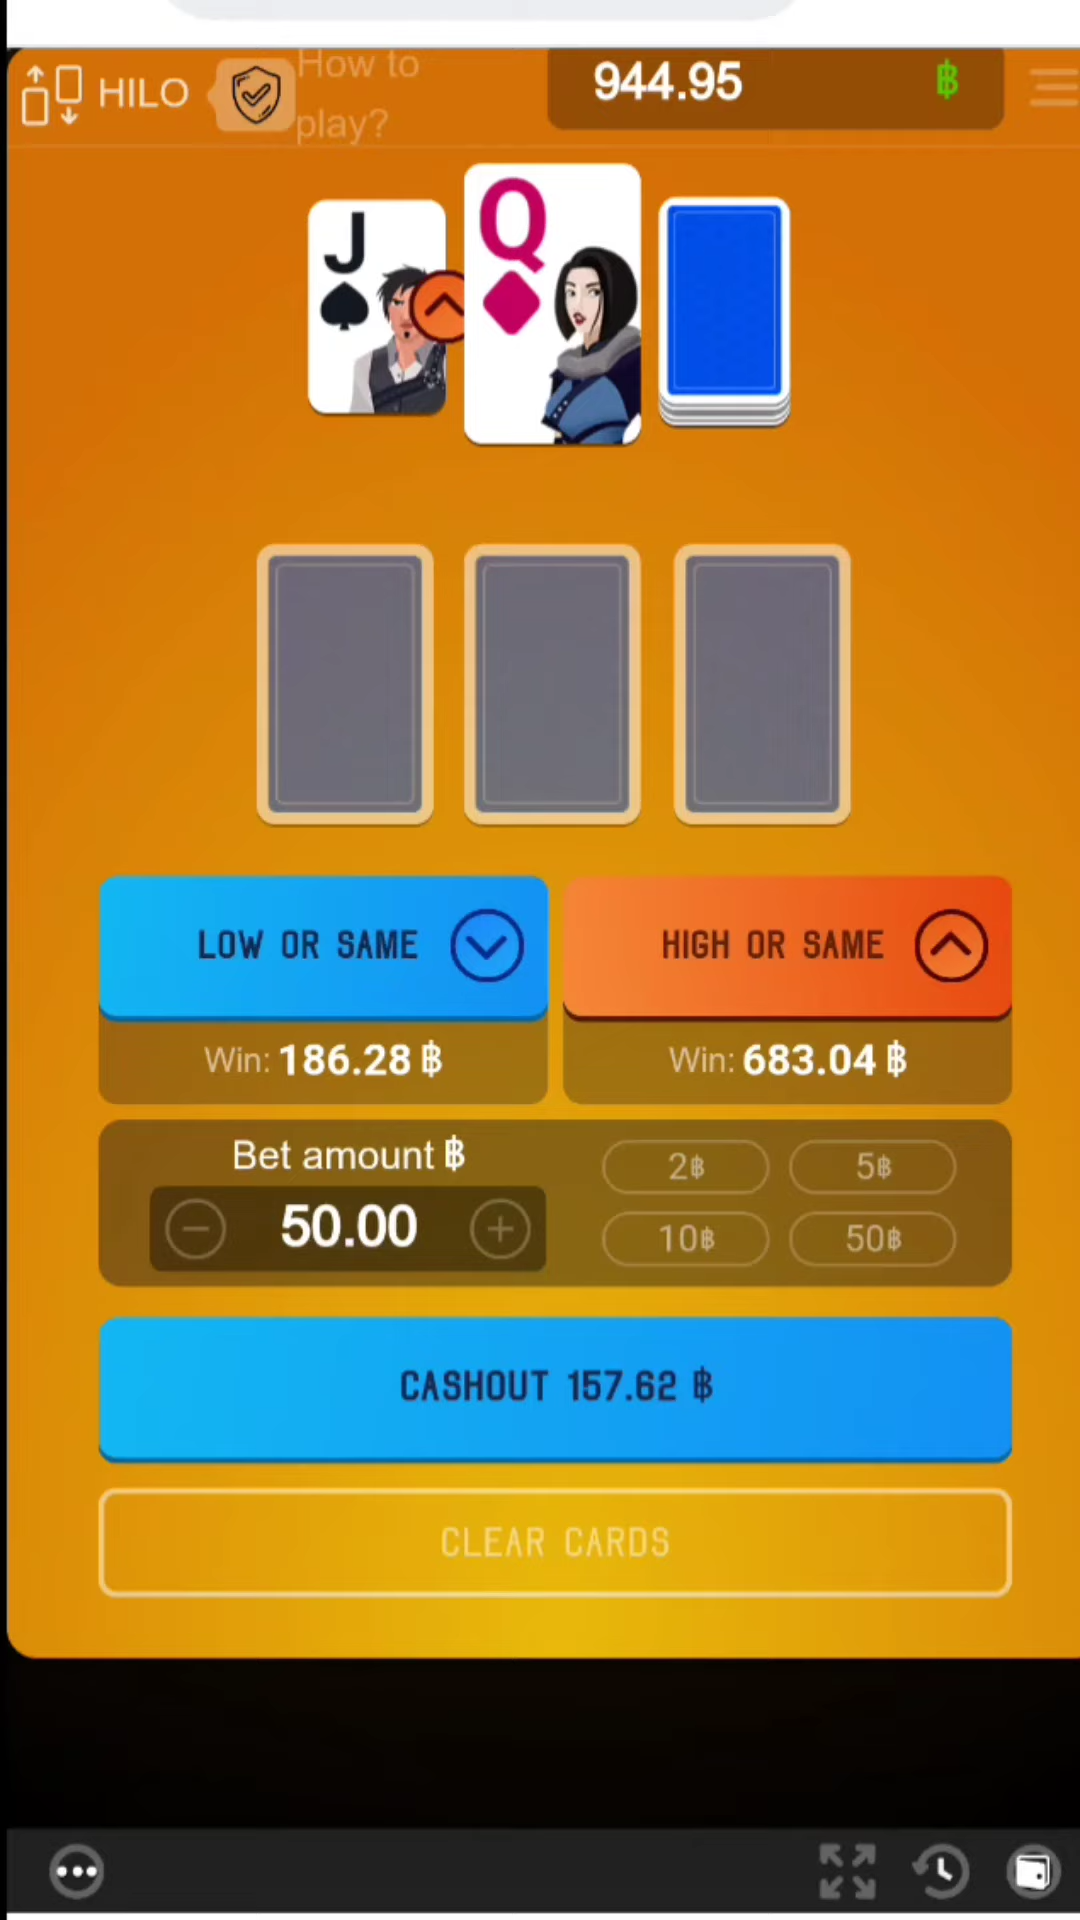 HILO
How to
play?
944.95 ฿
J
Q
LOW OR SAME
HIGH OR SAME
Win: 186.28 ฿
Win: 683.04 ฿
Bet amount ฿
50.00
2฿
5฿
10฿
50฿
CASHOUT 157.62 ฿
CLEAR CARDS